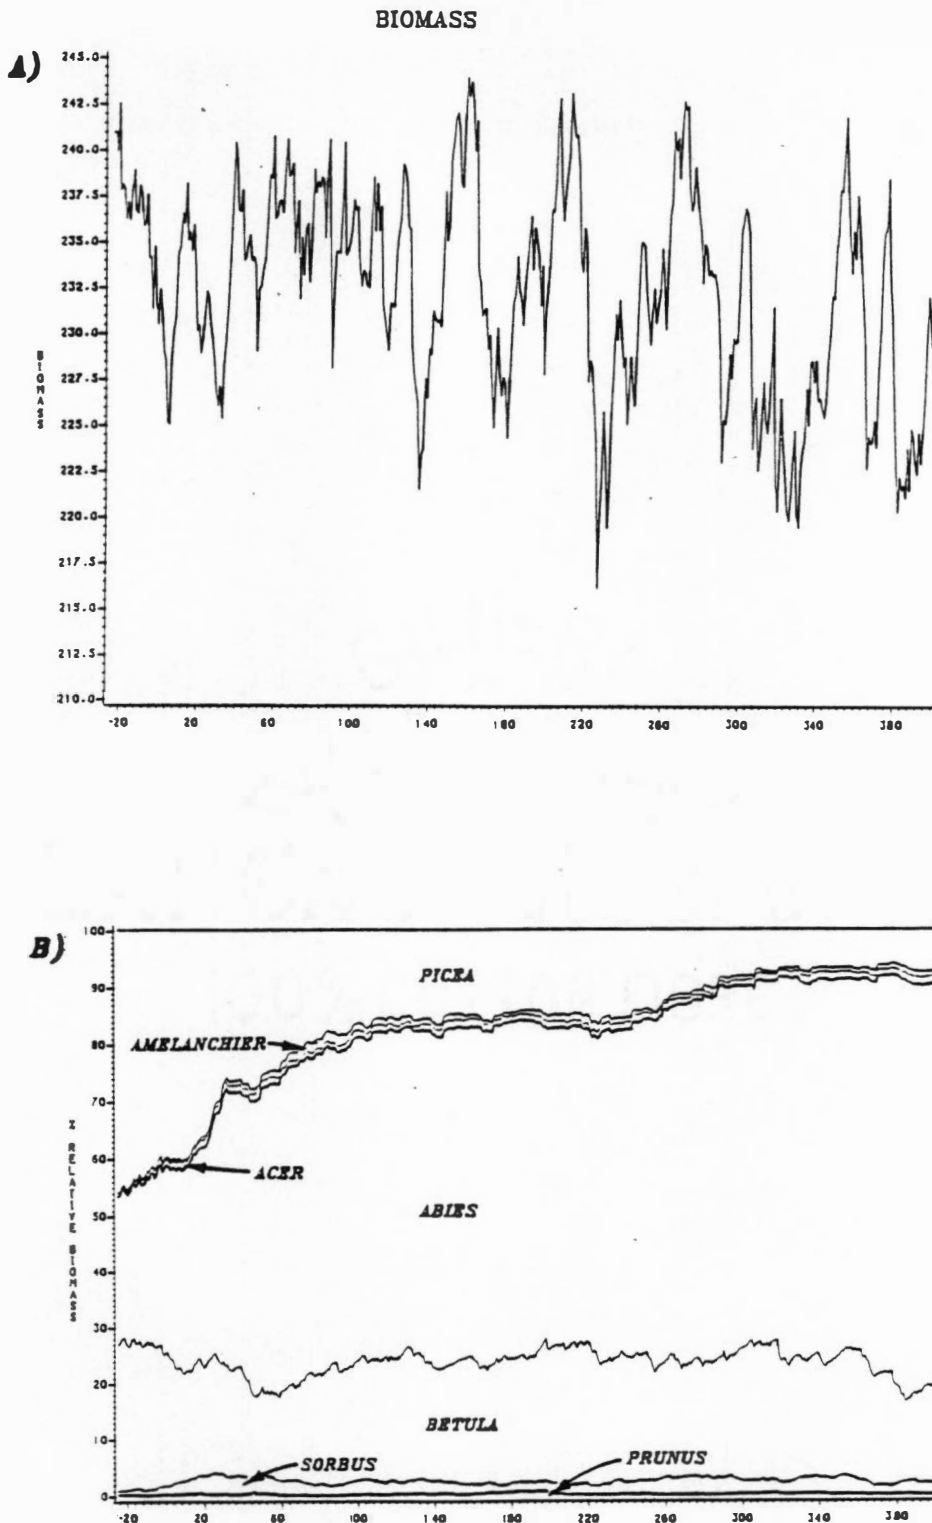 BIOMASS
A)
245.0
242.5
240.0
237.5
235.0
232.5
230.0
227.5
225.0
222.5
220.0
217.5
215.0
212.5
210.0
BIOMASS
-20 20 60 100 140 180 220 260 300 340 380
B)
100
90
80
70
60
50
40
30
20
10
0
% RELATIVE BIOMASS
PICEA
AMELANCHIER
ACER
ABIES
BETULA
SORBUS
PRUNUS
-20 20 60 100 140 180 220 260 300 340 380